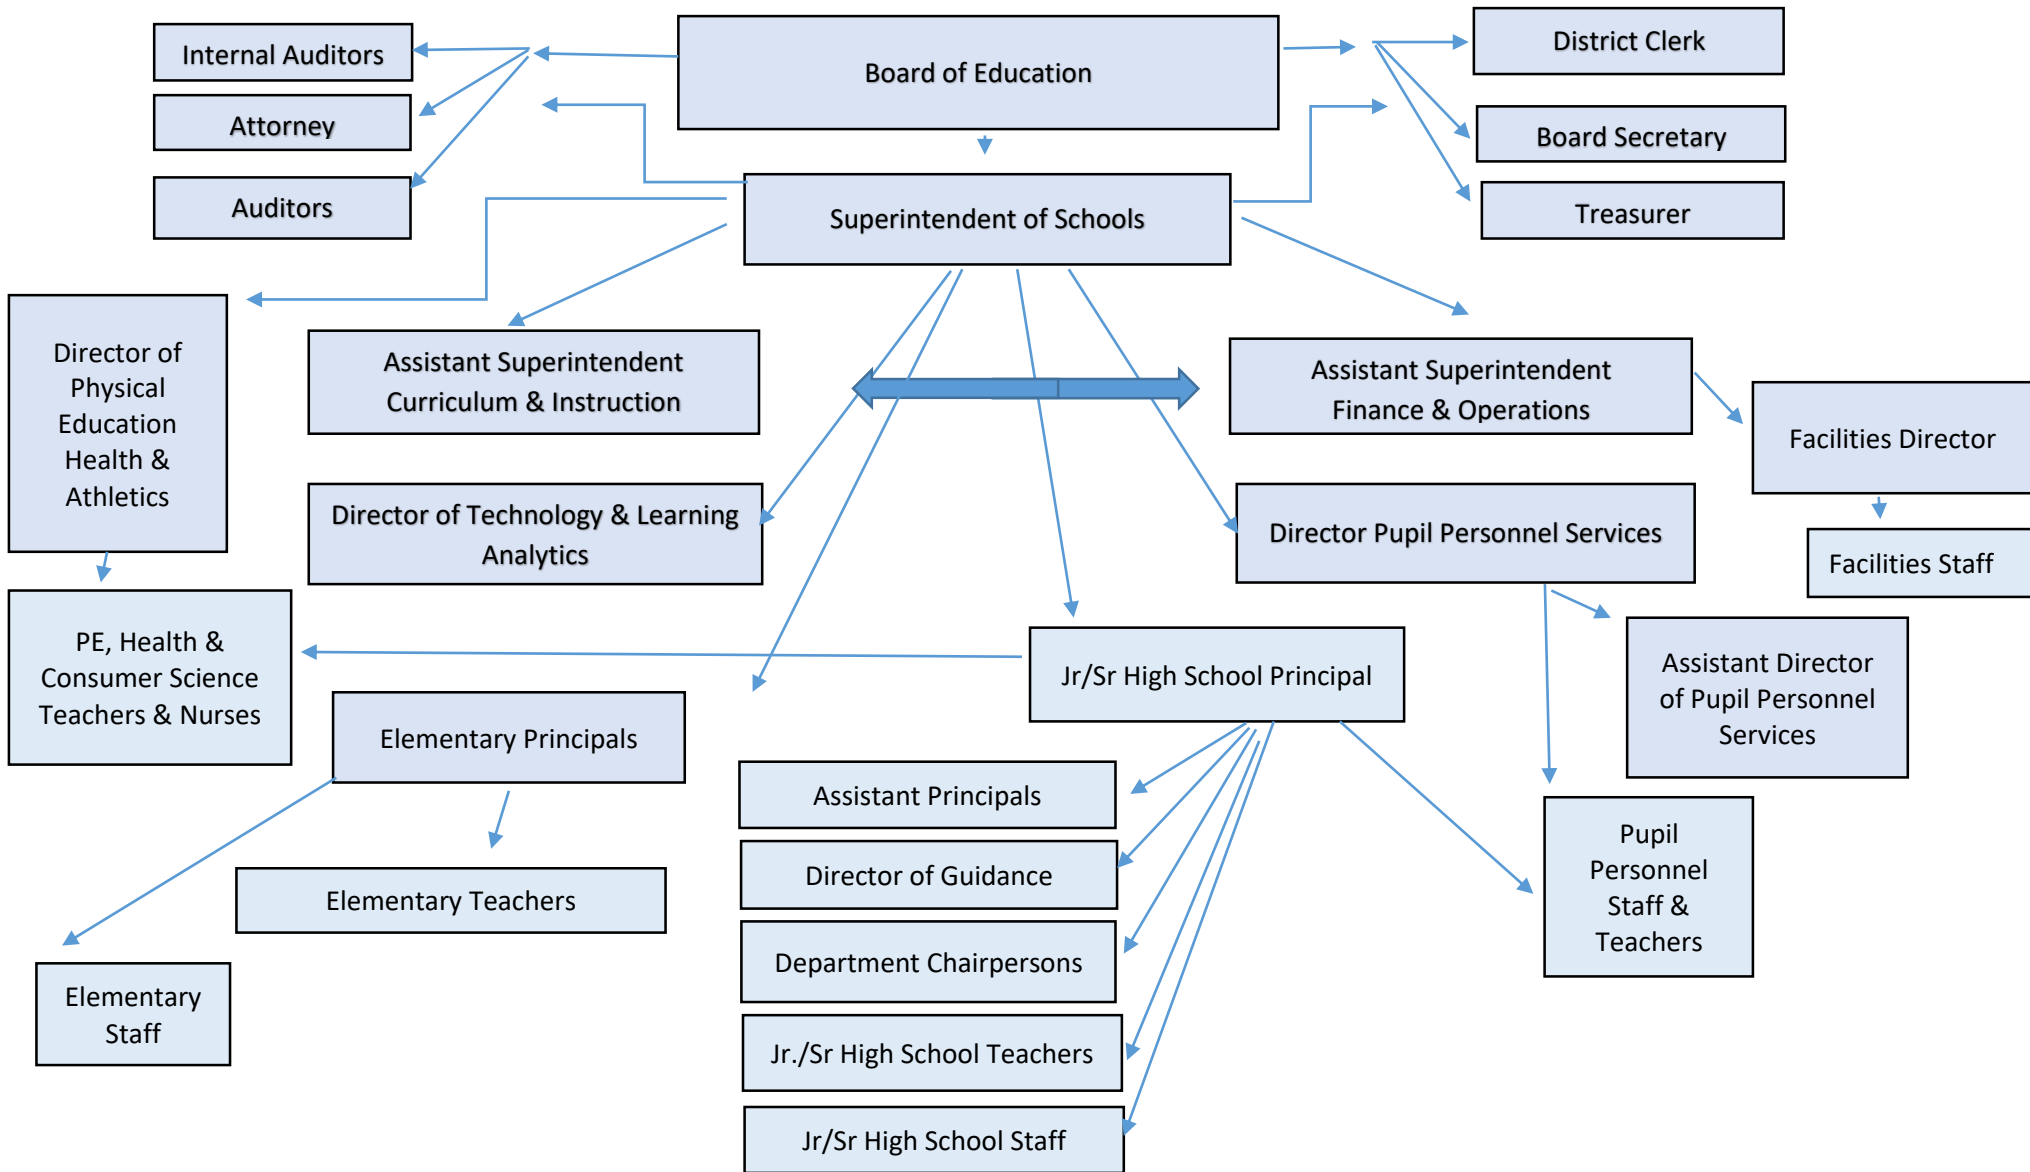 Internal Auditors
Board of Education
District Clerk
Attorney
Board Secretary
Auditors
Superintendent of Schools
Treasurer
Director of
Physical
Education
Health &
Athletics
Assistant Superintendent
Curriculum & Instruction
Assistant Superintendent
Finance & Operations
Facilities Director
Director of Technology & Learning
Analytics
Director Pupil Personnel Services
Facilities Staff
PE, Health &
Consumer Science
Teachers & Nurses
Jr/Sr High School Principal
Assistant Director
of Pupil Personnel
Services
Elementary Principals
Assistant Principals
Pupil
Personnel
Staff &
Teachers
Director of Guidance
Elementary Teachers
Department Chairpersons
Elementary
Staff
Jr./Sr High School Teachers
Jr/Sr High School Staff